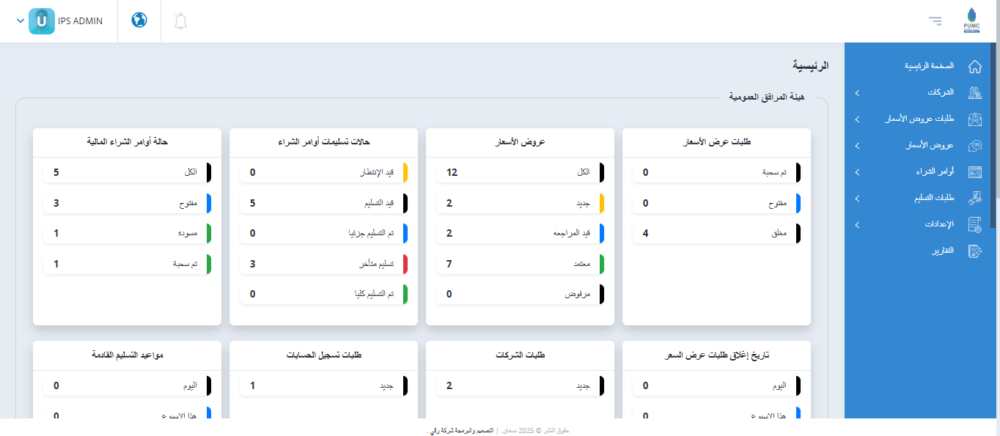 IPS ADMIN
PUMC
الصفحة الرئيسية
الشركات
طلبات عروض الأسعار
عروض الأسعار
أوامر الشراء
طلبات التسليم
الإعدادات
التقارير
الرئيسية
هيئة المرافق العمومية
طلبات عرض الأسعار
تم سحبة 0
مفتوح 0
مغلق 4
عروض الأسعار
الكل 12
جديد 2
قيد المراجعه 2
معتمد 7
مرفوض 0
حالات تسليمات أوامر الشراء
قيد الإنتظار 0
قيد التسليم 5
تم التسليم جزئيا 0
تسليم متأخر 3
تم التسليم كليا 0
حالة أوامر الشراء المالية
الكل 5
مفتوح 3
مسودة 1
تم سحبة 1
تاريخ إغلاق طلبات عرض السعر
اليوم 0
هذا الاسبوع 0
طلبات الشركات
جديد 2
طلبات تسجيل الحسابات
جديد 1
مواعيد التسليم القادمة
اليوم 0
هذا الاسبوع 0
حقوق النشر © 2025 نسمان. | التصميم والبرمجة شركة رقي .